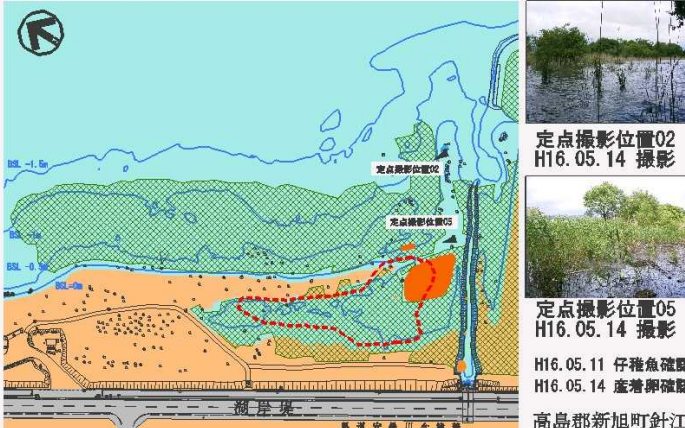 BSL -1.5m
定点撮影位置02
定点撮影位置05
BSL -1m
BSL -0.5m
BSL=0m
湖岸堤
定点撮影位置02
H16.05.14 撮影
定点撮影位置05
H16.05.14 撮影
H16.05.11 仔稚魚確認
H16.05.14 産着卵確認
高島郡新旭町針江